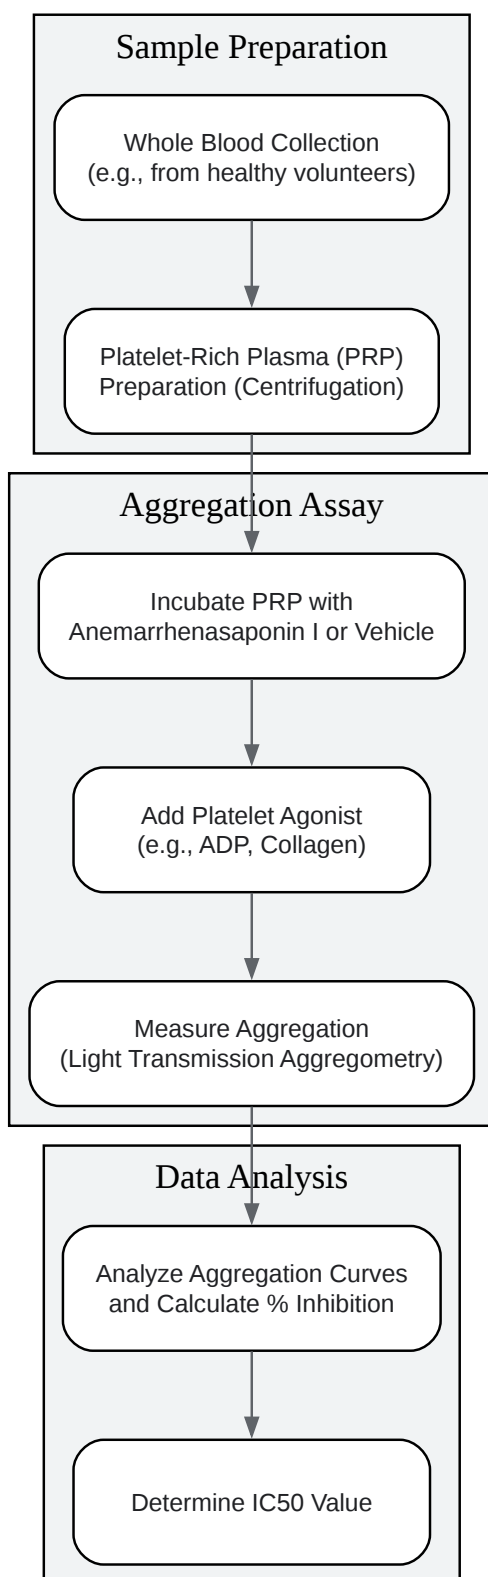 Sample Preparation
Whole Blood Collection
(e.g., from healthy volunteers)
Platelet-Rich Plasma (PRP)
Preparation (Centrifugation)
Aggregation Assay
Incubate PRP with
Anemarrhenasaponin I or Vehicle
Add Platelet Agonist
(e.g., ADP, Collagen)
Measure Aggregation
(Light Transmission Aggregometry)
Data Analysis
Analyze Aggregation Curves
and Calculate % Inhibition
Determine IC50 Value